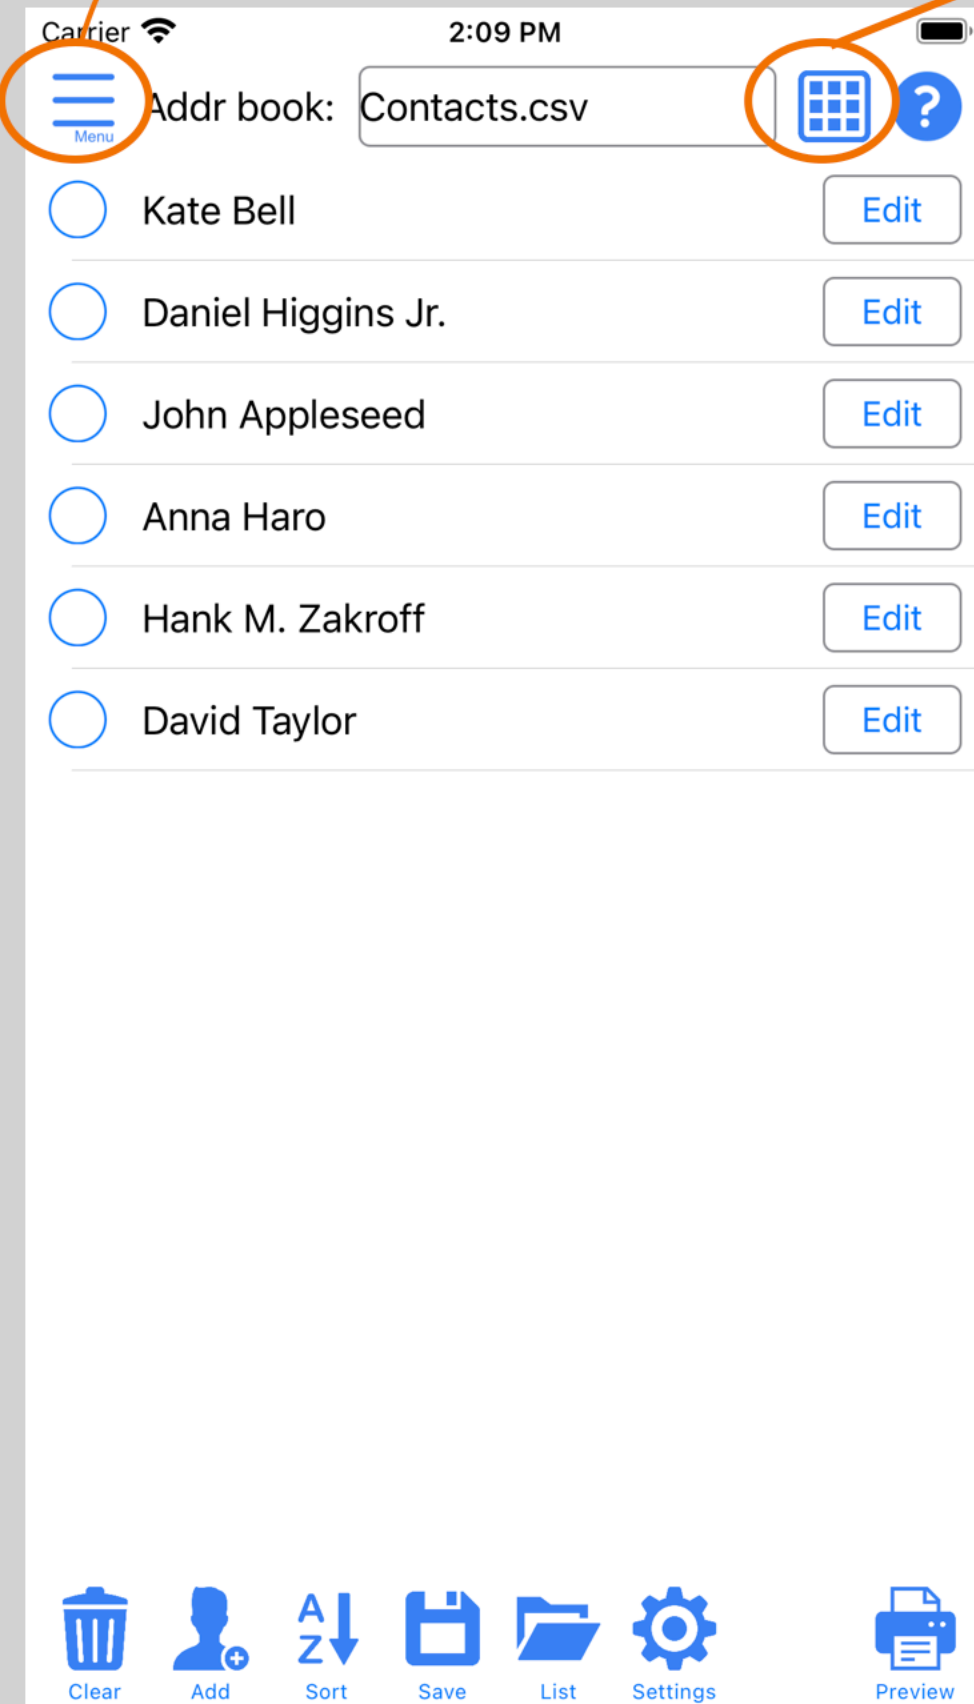 Carrier 2:09 PM
Menu Addr book: Contacts.csv ?
Kate Bell Edit
Daniel Higgins Jr. Edit
John Appleseed Edit
Anna Haro Edit
Hank M. Zakroff Edit
David Taylor Edit
A
Z
Clear Add Sort Save List Settings Preview